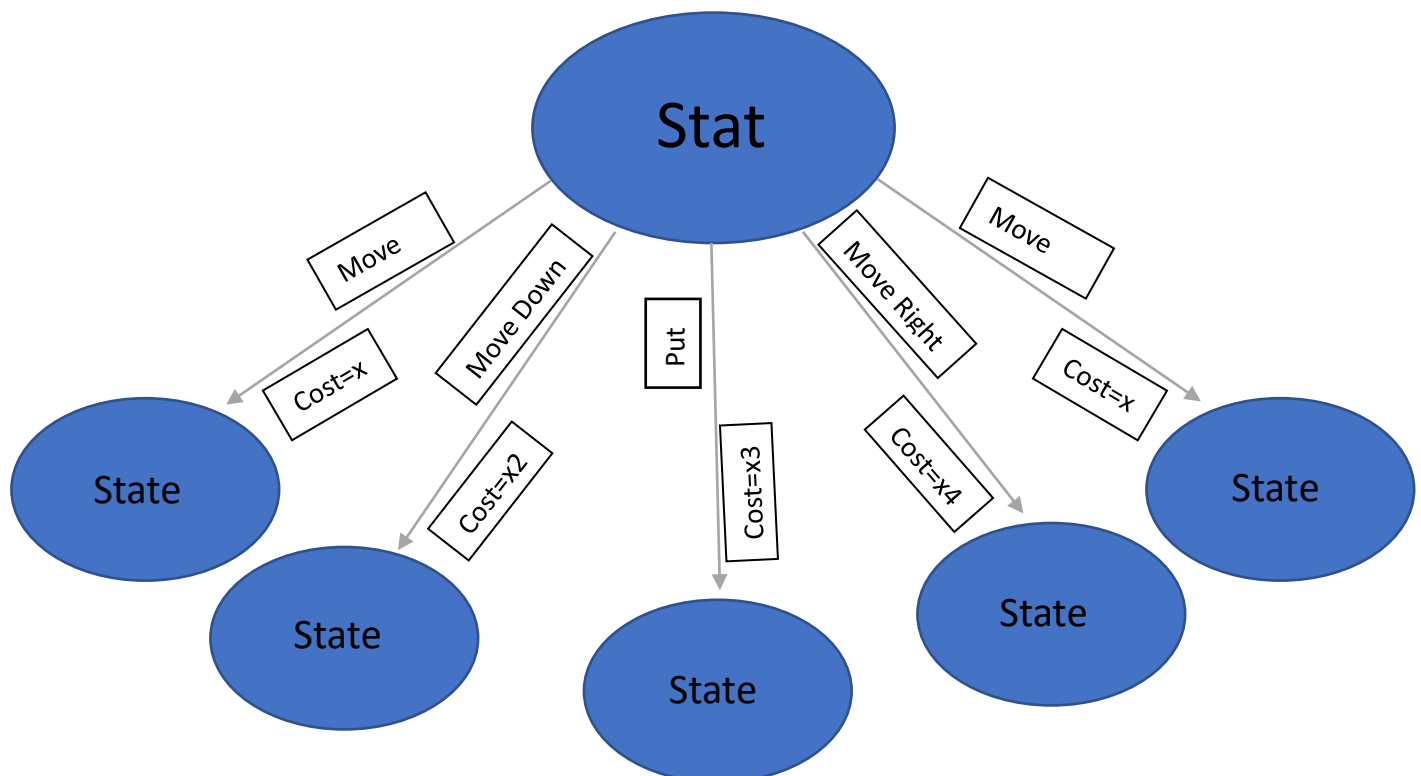 Stat
Move
Move Down
Put
Move Right
Move
Cost=x
Cost=x2
Cost=x3
Cost=x4
Cost=x
State
State
State
State
State